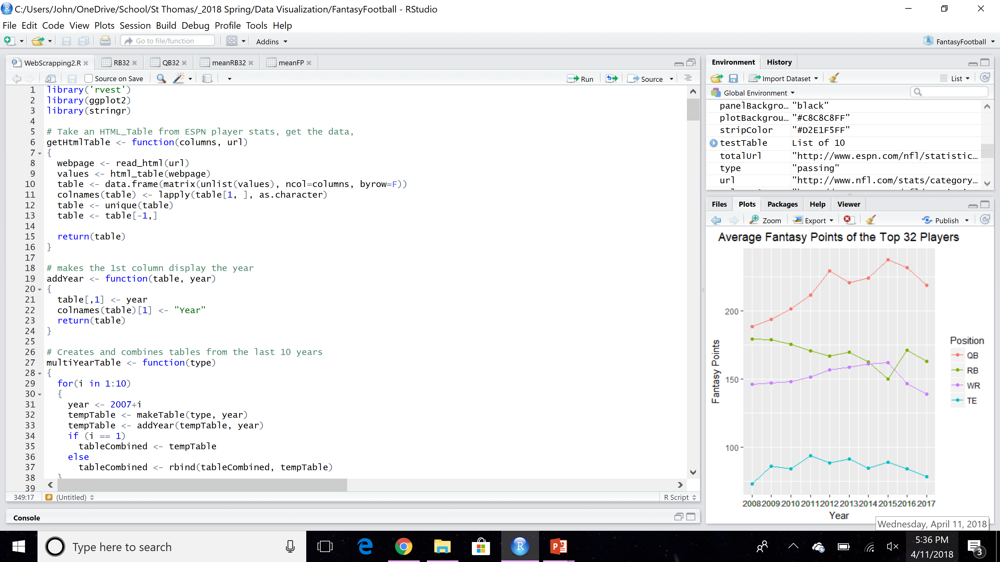 C:/Users/John/OneDrive/School/St Thomas/_2018 Spring/Data Visualization/FantasyFootball - RStudio
File Edit Code View Plots Session Build Debug Profile Tools Help
Go to file/function
Addins
FantasyFootball
WebScrapping2.R
RB32
QB32
meanRB32
meanFP
Source on Save
Run
Source
1 library('rvest')
2 library(ggplot2)
3 library(stringr)
4
5 # Take an HTML_Table from ESPN player stats, get the data,
6 getHtmlTable <- function(columns, url)
7 {
8 webpage <- read_html(url)
9 values <- html_table(webpage)
10 table <- data.frame(matrix(unlist(values), ncol=columns, byrow=F))
11 colnames(table) <- lapply(table[1, ], as.character)
12 table <- unique(table)
13 table <- table[-1,]
14
15 return(table)
16 }
17
18 # makes the 1st column display the year
19 addYear <- function(table, year)
20 {
21 table[,1] <- year
22 colnames(table)[1] <- "Year"
23 return(table)
24 }
25
26 # Creates and combines tables from the last 10 years
27 multiYearTable <- function(type)
28 {
29 for(i in 1:10)
30 {
31 year <- 2007+i
32 tempTable <- makeTable(type, year)
33 tempTable <- addYear(tempTable, year)
34 if (i == 1)
35 tableCombined <- tempTable
36 else
37 tableCombined <- rbind(tableCombined, tempTable)
38 }
39
349:17
(Untitled)
R Script
Console
Environment
History
Import Dataset
List
Global Environment
panelBackgro... "black"
plotBackgrou... "#C8C8C8FF"
stripColor "#D2E1F5FF"
testTable List of 10
totalUrl "http://www.espn.com/nfl/statistic...
type "passing"
url "http://www.nfl.com/stats/category...
Files
Plots
Packages
Help
Viewer
Zoom
Export
Publish
Average Fantasy Points of the Top 32 Players
Fantasy Points
200
150
100
2008 2009 2010 2011 2012 2013 2014 2015 2016 2017
Year
Position
QB
RB
WR
TE
Wednesday, April 11, 2018
Type here to search
5:36 PM
4/11/2018
3